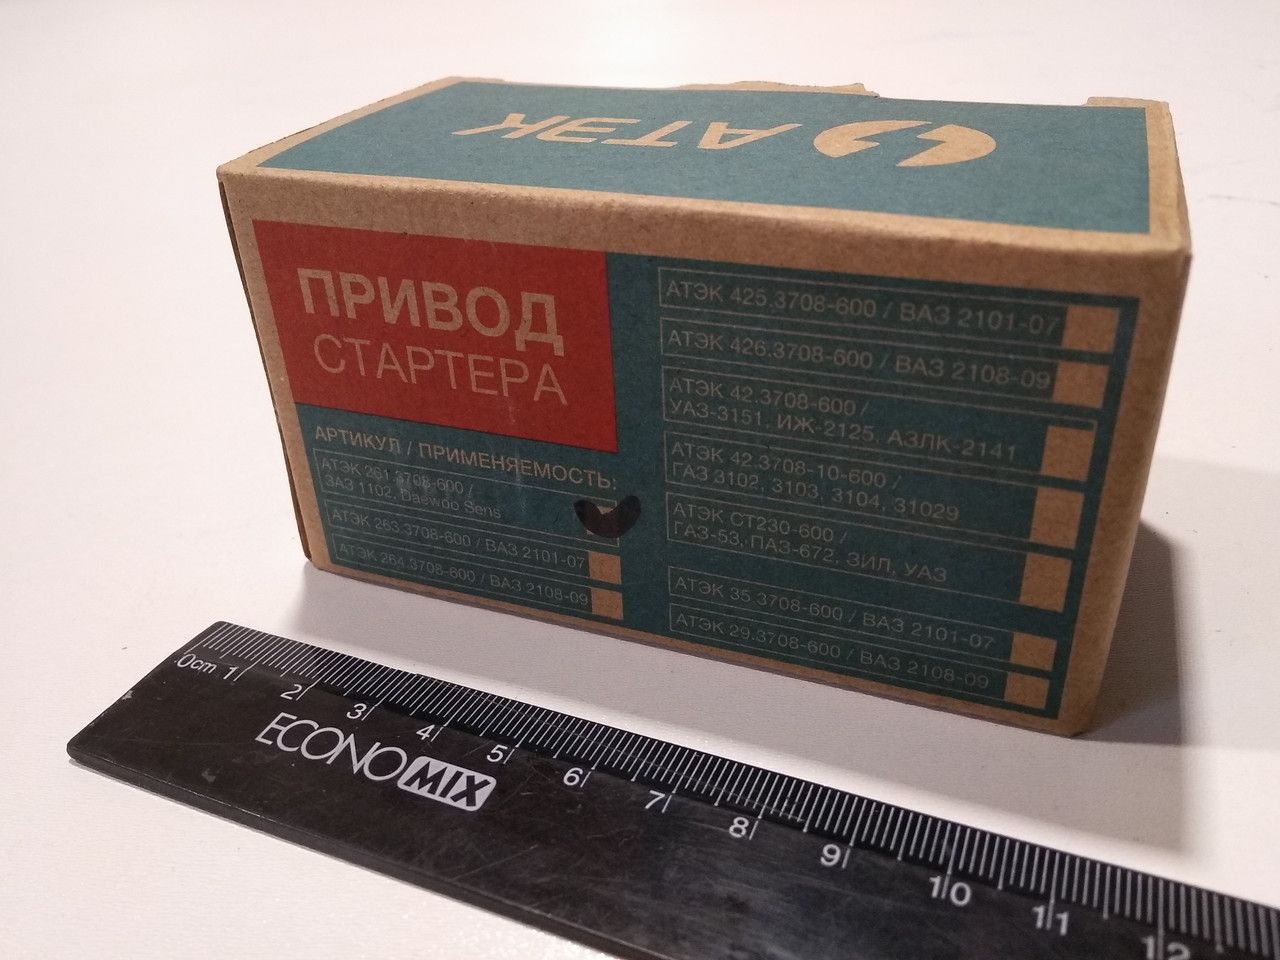 АТЭК
ПРИВОД
СТАРТЕРА
АРТИКУЛ / ПРИМЕНЯЕМОСТЬ:
АТЭК 261.3708-600 /
ЗАЗ 1102, Daewoo Sens
АТЭК 263.3708-600 / ВАЗ 2101-07
АТЭК 264.3708-600 / ВАЗ 2108-09
АТЭК 425.3708-600 / ВАЗ 2101-07
АТЭК 426.3708-600 / ВАЗ 2108-09
АТЭК 42.3708-600 /
УАЗ-3151, ИЖ-2125, АЗЛК-2141
АТЭК 42.3708-10-600 /
ГАЗ 3102, 3103, 3104, 31029
АТЭК СТ230-600 /
ГАЗ-53, ПАЗ-672, ЗИЛ, УАЗ
АТЭК 35.3708-600 / ВАЗ 2101-07
АТЭК 29.3708-600 / ВАЗ 2108-09
0cm 1 2 3 4 5 6 7 8 9 10 11 12
ECONOMIX